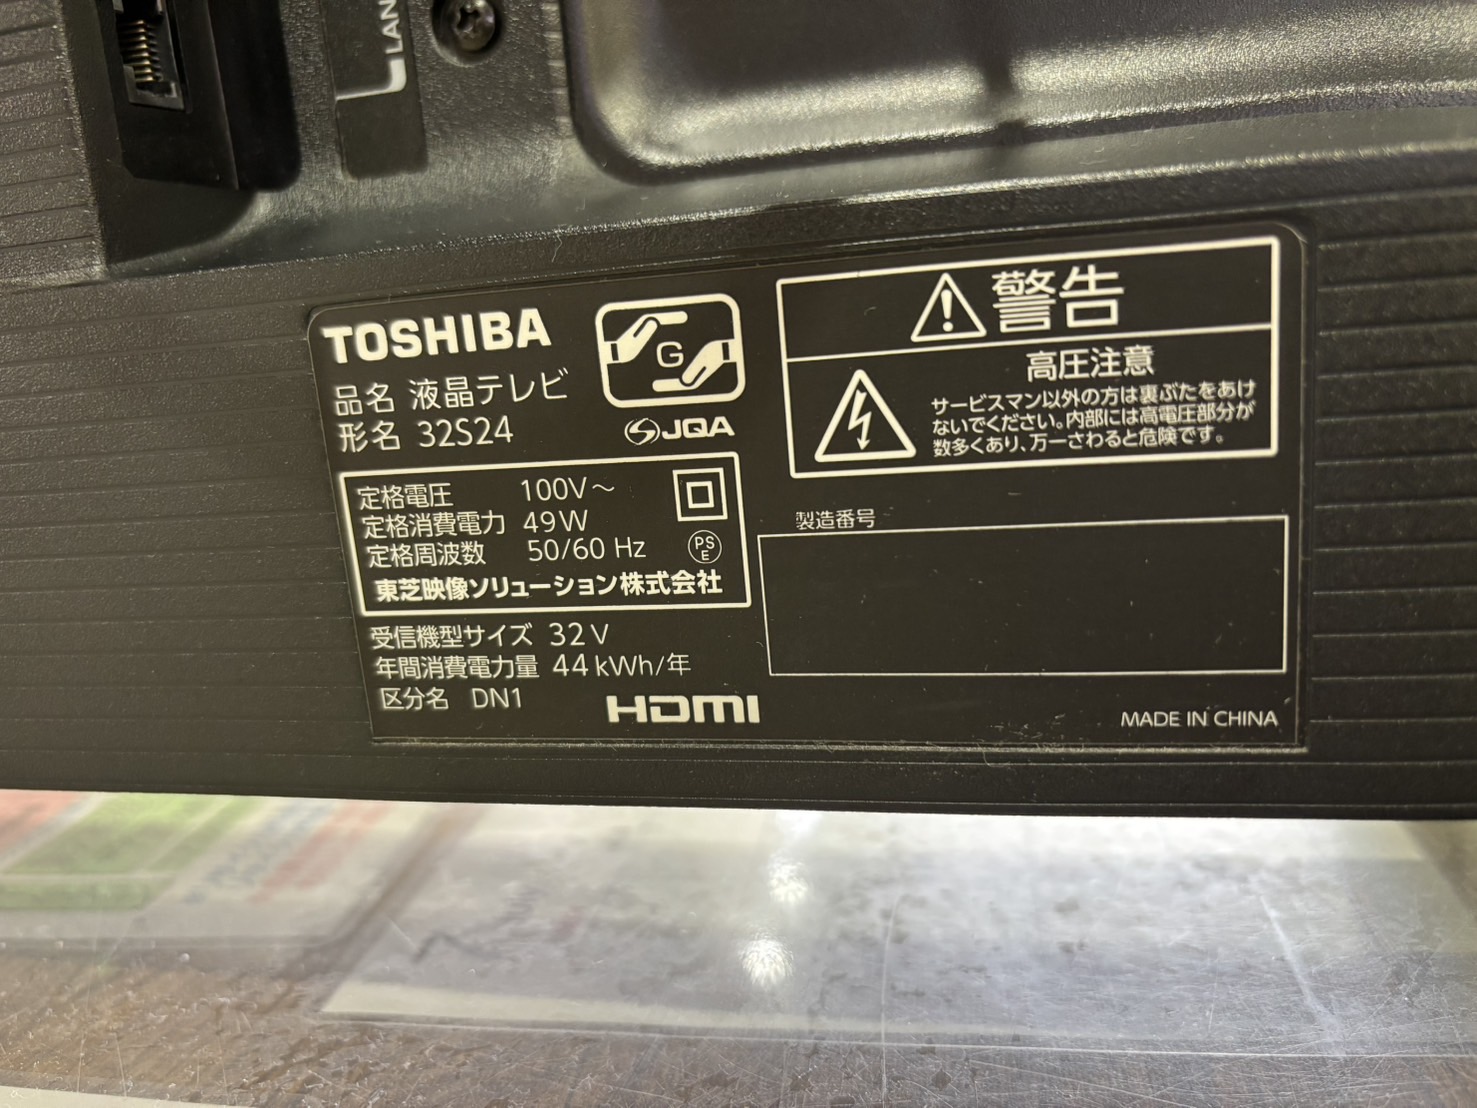 LAN
TOSHIBA
品名 液晶テレビ
形名 32S24
G
JQA
定格電圧 100V～
定格消費電力 49W
定格周波数 50/60 Hz
PS
E
東芝映像ソリューション株式会社
受信機型サイズ 32V
年間消費電力量 44kWh/年
区分名 DN1
HDMI
警告
高圧注意
サービスマン以外の方は裏ぶたをあけ
ないでください。内部には高電圧部分が
数多くあり、万一さわると危険です。
製造番号
MADE IN CHINA